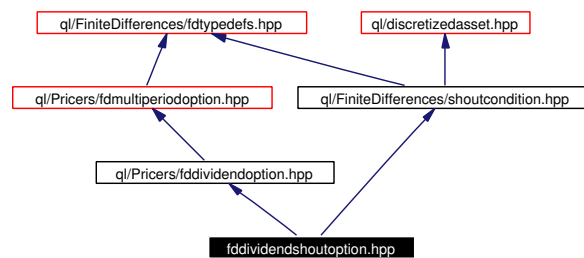 ql/FiniteDifferences/fdtypedefs.hpp
ql/discretizedasset.hpp
ql/Pricers/fdmultiperiodoption.hpp
ql/FiniteDifferences/shoutcondition.hpp
ql/Pricers/fddividendoption.hpp
fddividendshoutoption.hpp